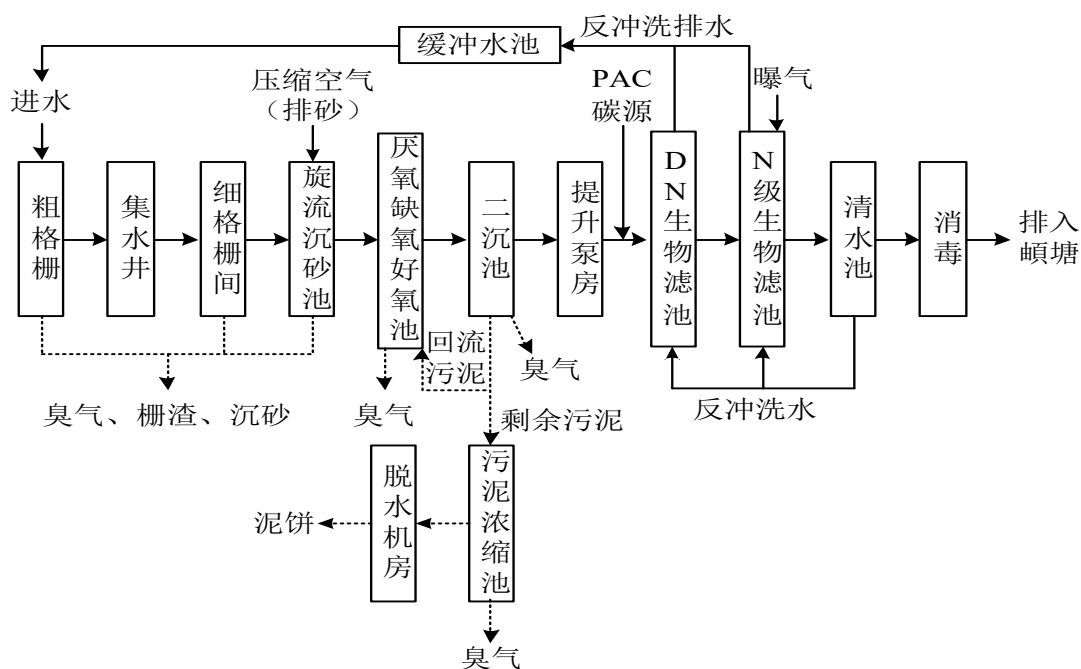 反冲洗排水
缓冲水池
压缩空气
（排砂）
PAC
碳源
曝气
进水
粗格栅
集水井
细格栅间
旋流沉砂池
厌氧缺氧好氧池
二沉池
提升泵房
DN生物滤池
N级生物滤池
清水池
消毒
排入
頔塘
回流
污泥
臭气
臭气、栅渣、沉砂
臭气
反冲洗水
剩余污泥
泥饼
脱水机房
污泥浓缩池
臭气